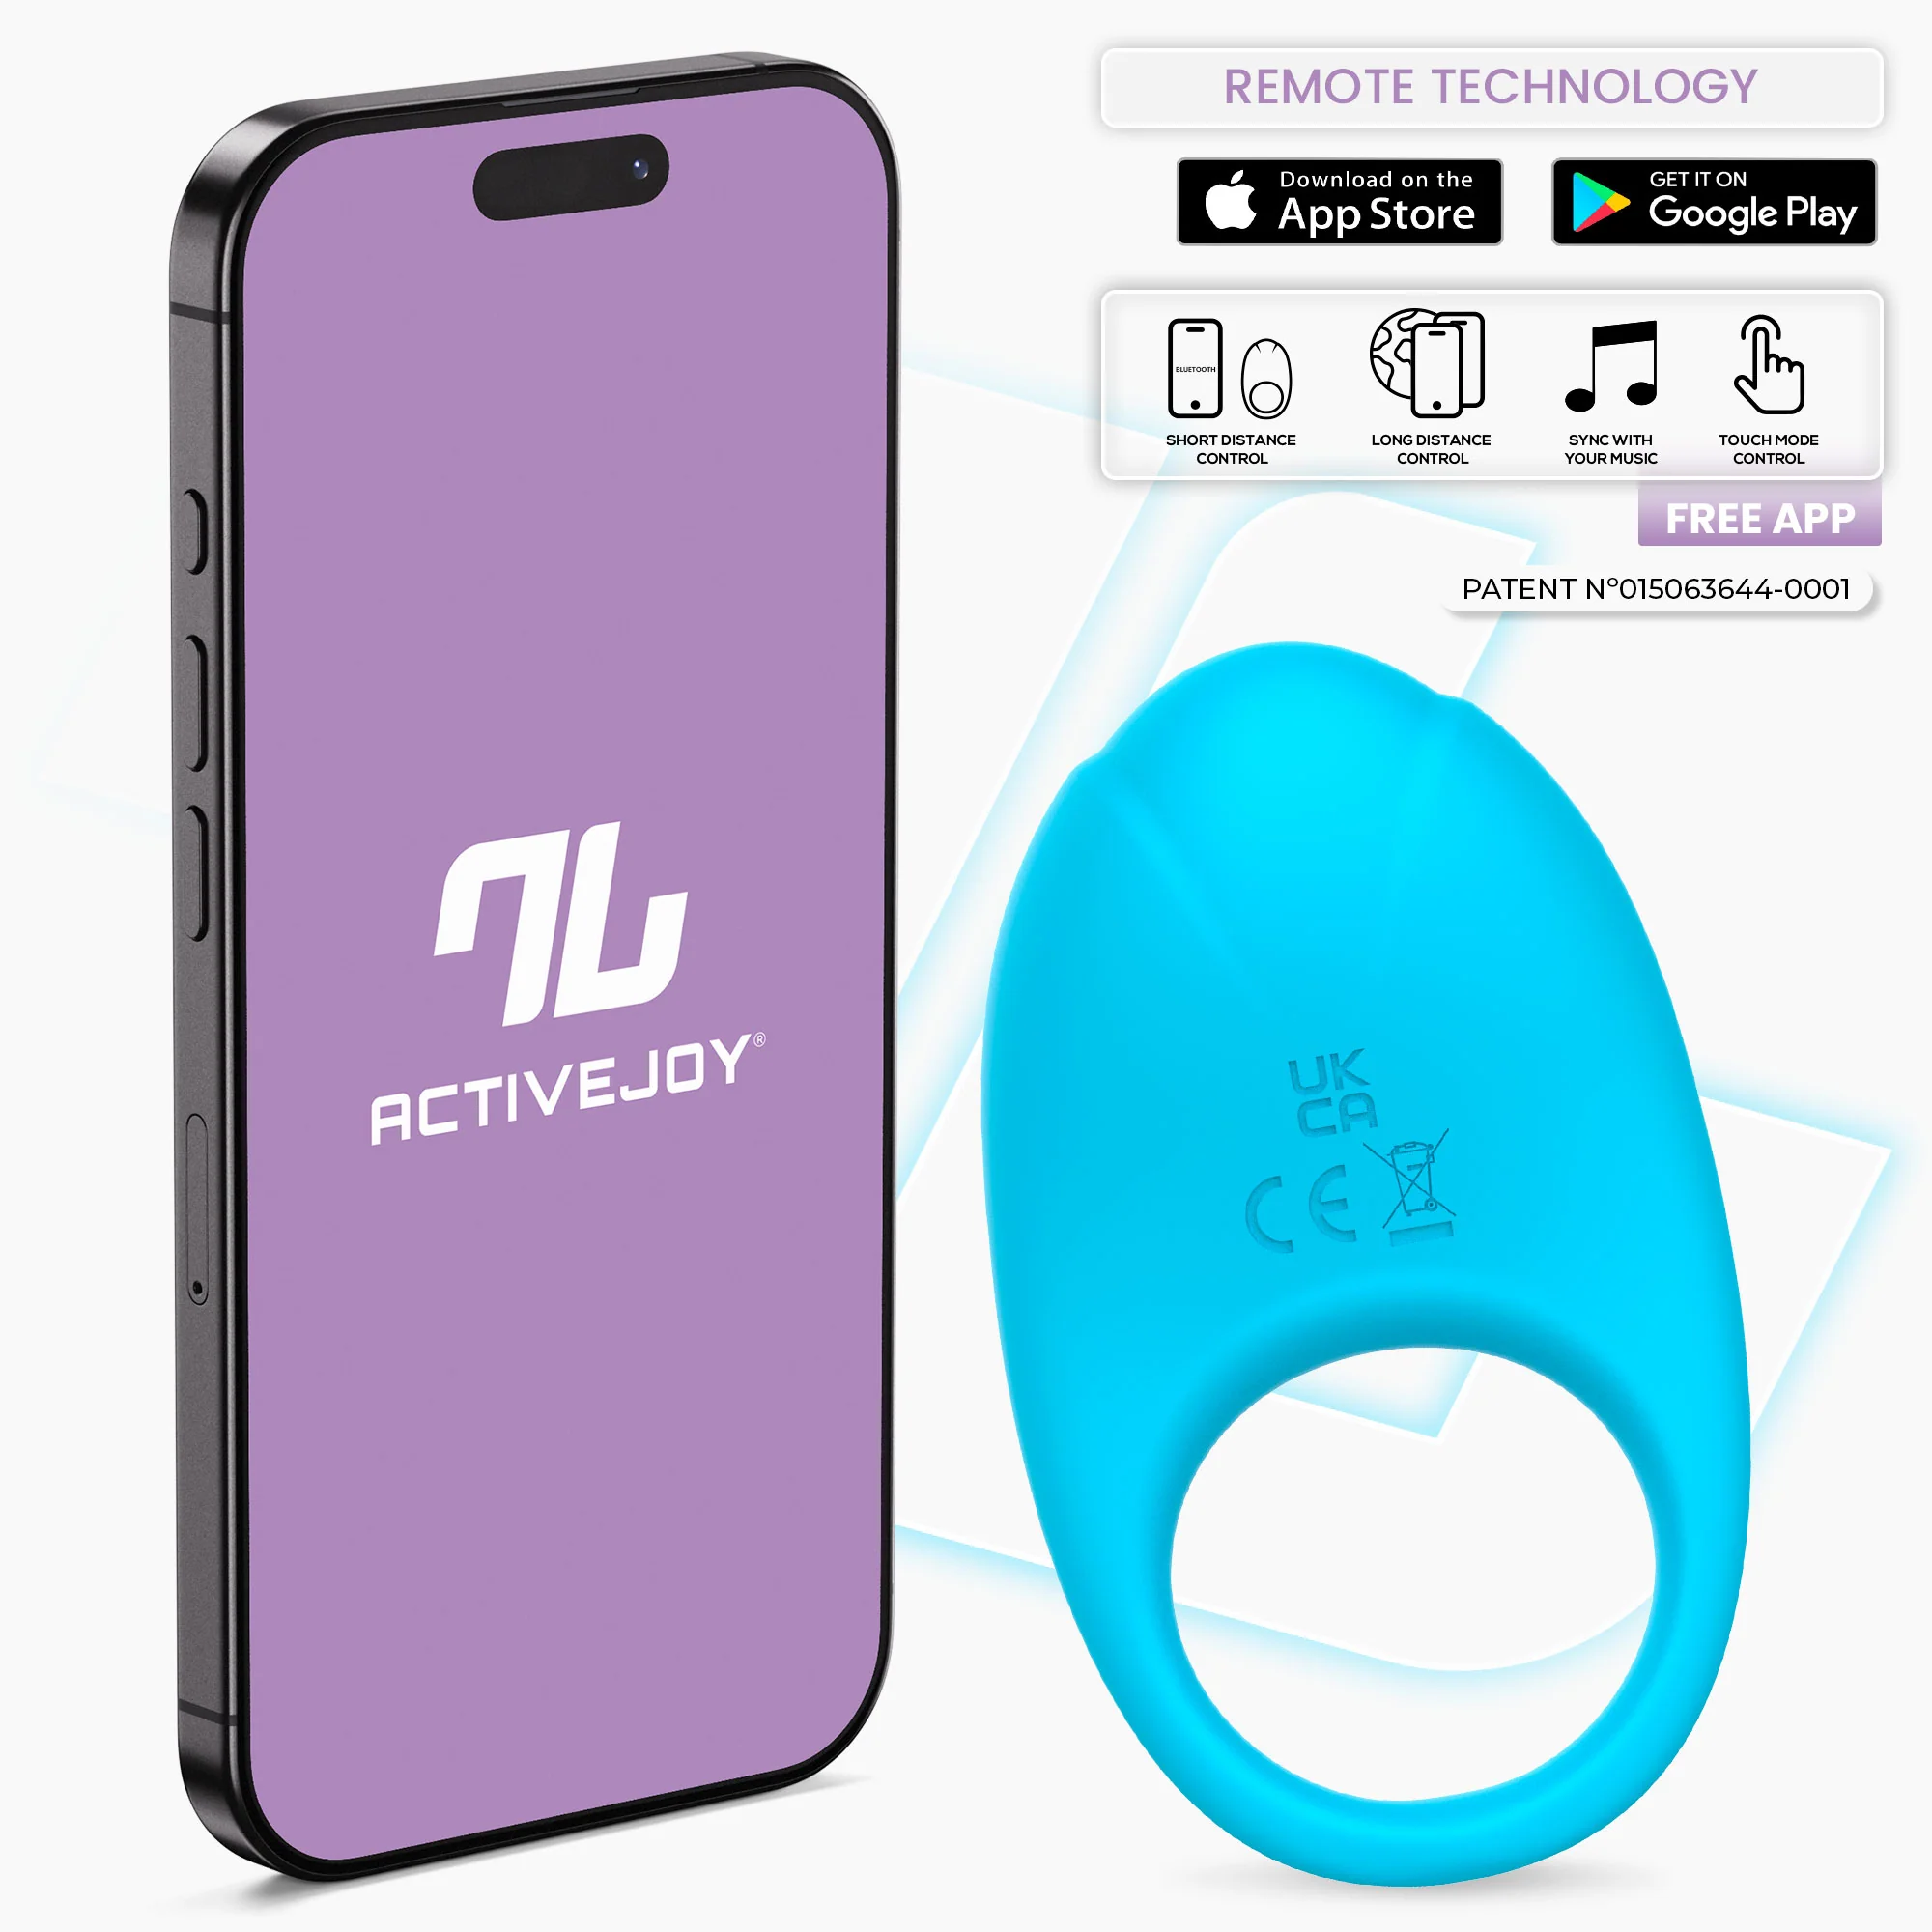 REMOTE TECHNOLOGY
Download on the
App Store
GET IT ON
Google Play
BLUETOOTH
SHORT DISTANCE
CONTROL
LONG DISTANCE
CONTROL
SYNC WITH
YOUR MUSIC
TOUCH MODE
CONTROL
FREE APP
PATENT Nº015063644-0001
ACTIVEJOY®
UK
CA
CE